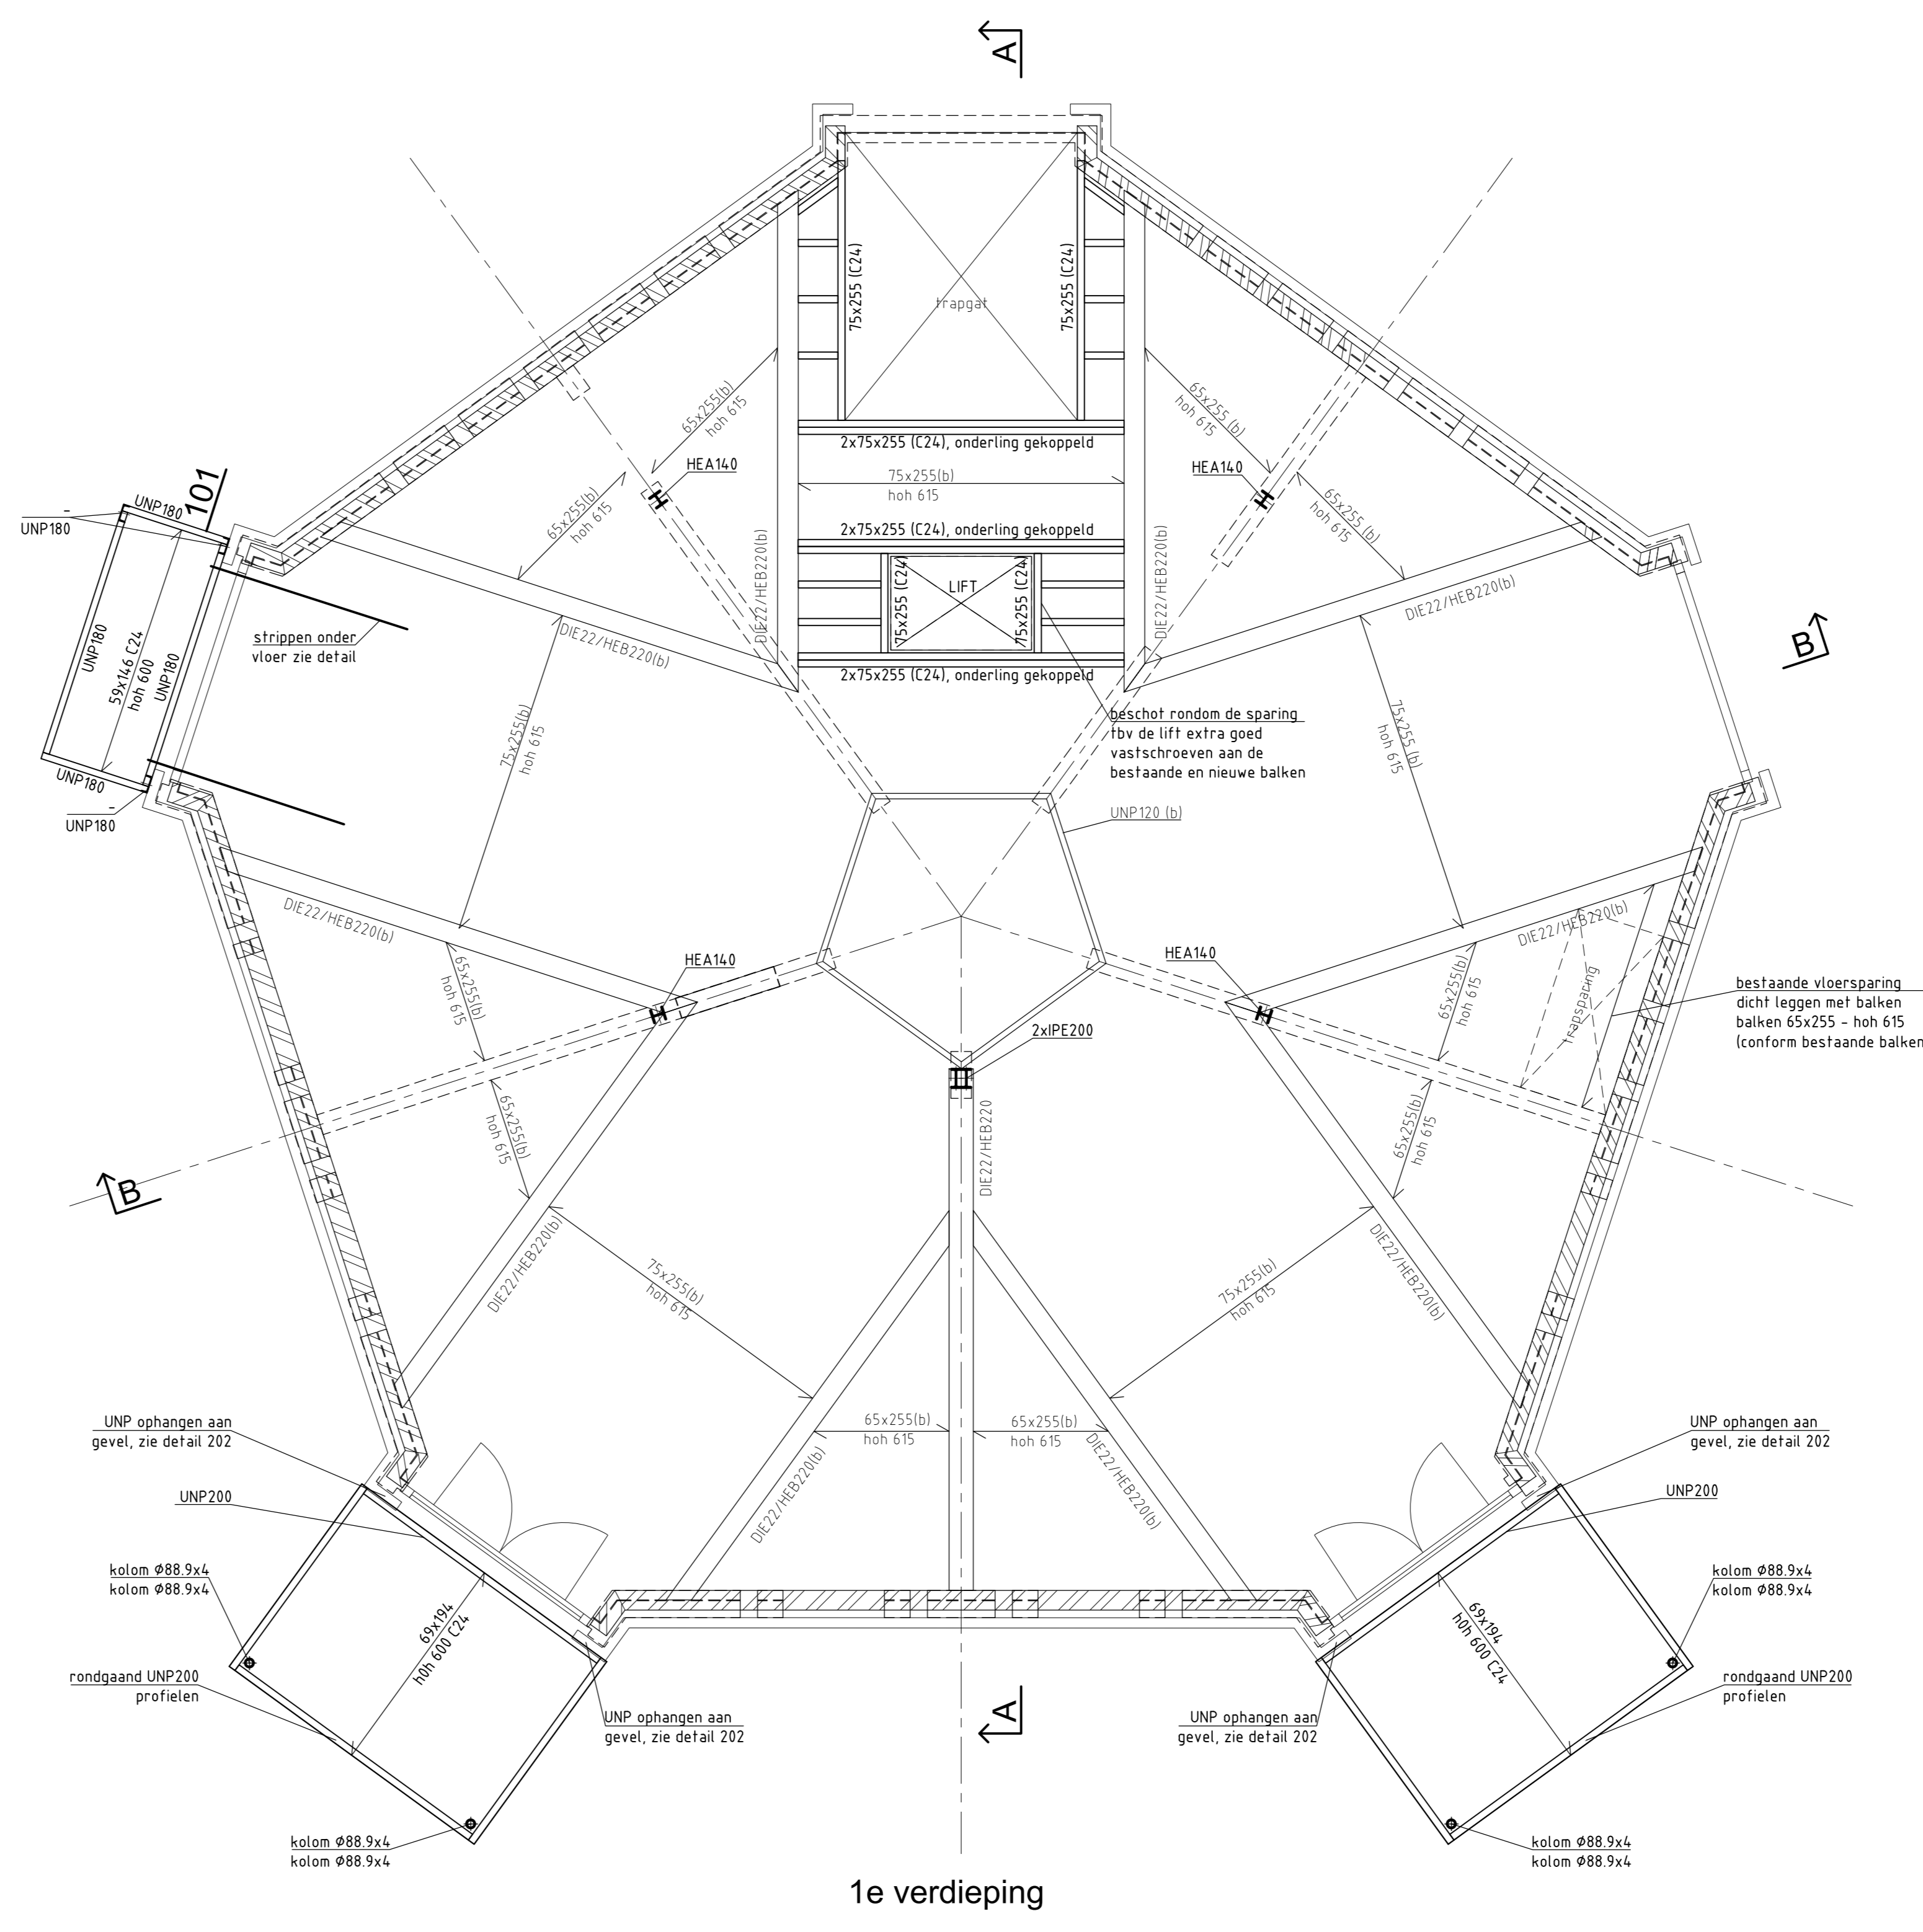 A
75x255 (C24)
75x255 (C24)
trapgat
65x255(b)
hoh 615
65x255 (b)
hoh 615
2x75x255 (C24), onderling gekoppeld
HEA140
HEA140
75x255(b)
hoh 615
65x255(b)
hoh 615
65x255 (b)
hoh 615
101
UNP180
-
UNP180
2x75x255 (C24), onderling gekoppeld
DIE22/HEB220(b)
DIE22/HEB220(b)
75x255 (C24)
LIFT
75x255 (C24)
DIE22/HEB220(b)
DIE22/HEB220(b)
strippen onder
vloer zie detail
UNP180
59x146 C24
hoh 600
UNP180
B
2x75x255 (C24), onderling gekoppeld
75x255(b)
hoh 615
75x255 (b)
hoh 615
beschot rondom de sparing
tbv de lift extra goed
vastschroeven aan de
bestaande en nieuwe balken
UNP180
-
UNP180
UNP120 (b)
DIE22/HEB220(b)
DIE22/HEB220(b)
HEA140
HEA140
65x255(b)
hoh 615
65x255(b)
hoh 615
trapsparing
bestaande vloersparing
dicht leggen met balken
balken 65x255 - hoh 615
(conform bestaande balken
2xIPE200
65x255(b)
hoh 615
DIE22/HEB220
65x255(b)
hoh 615
B
DIE22/HEB220(b)
75x255(b)
hoh 615
75x255(b)
hoh 615
DIE22/HEB220(b)
UNP ophangen aan
gevel, zie detail 202
65x255(b)
hoh 615
65x255(b)
hoh 615
UNP ophangen aan
gevel, zie detail 202
DIE22/HEB220(b)
DIE22/HEB220(b)
UNP200
UNP200
kolom Ø88.9x4
kolom Ø88.9x4
69x194
h0h 600 C24
69x194
h0h 600 C24
kolom Ø88.9x4
kolom Ø88.9x4
rondgaand UNP200
profielen
rondgaand UNP200
profielen
UNP ophangen aan
gevel, zie detail 202
A
UNP ophangen aan
gevel, zie detail 202
kolom Ø88.9x4
kolom Ø88.9x4
kolom Ø88.9x4
kolom Ø88.9x4
1e verdieping